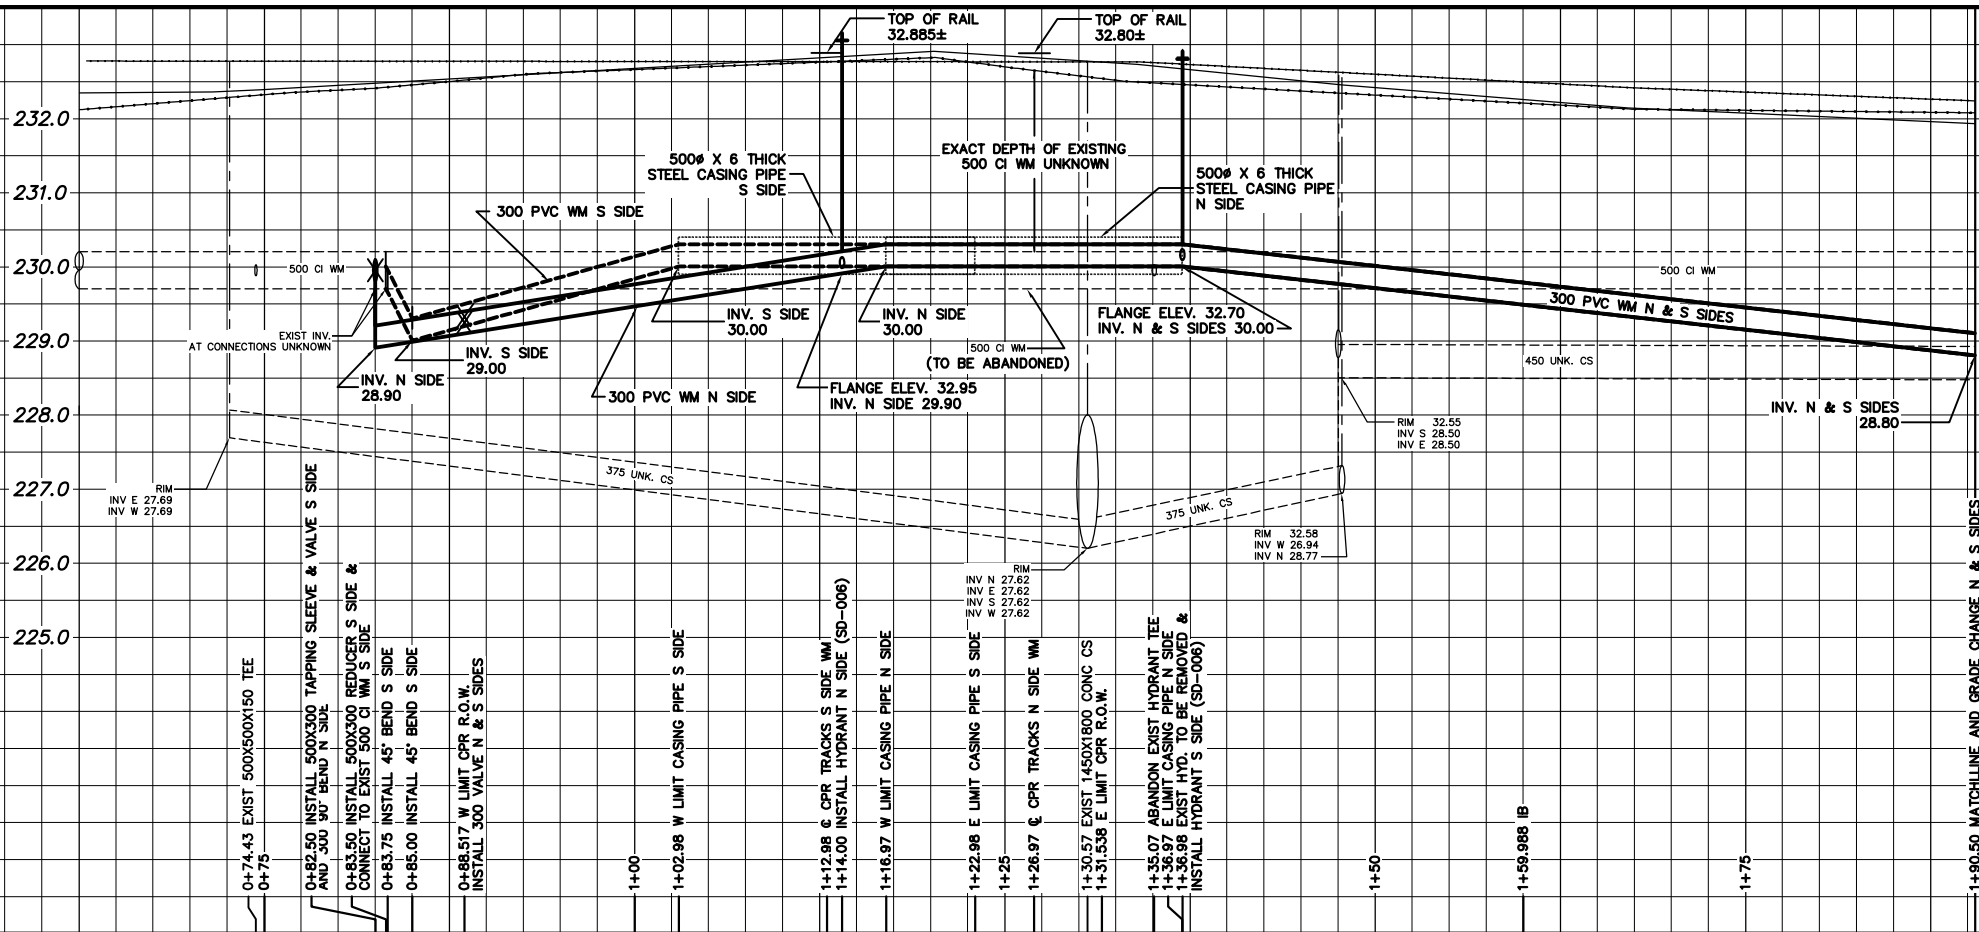 TOP OF RAIL
32.885±
TOP OF RAIL
32.80±
232.0
231.0
230.0
229.0
228.0
227.0
226.0
225.0
500ø X 6 THICK
STEEL CASING PIPE
S SIDE
EXACT DEPTH OF EXISTING
500 CI WM UNKNOWN
500ø X 6 THICK
STEEL CASING PIPE
N SIDE
300 PVC WM S SIDE
500 CI WM
500 CI WM
300 PVC WM N & S SIDES
EXIST INV.
AT CONNECTIONS UNKNOWN
INV. S SIDE
30.00
INV. N SIDE
30.00
FLANGE ELEV. 32.70
INV. N & S SIDES 30.00
INV. S SIDE
29.00
500 CI WM
(TO BE ABANDONED)
450 UNK. CS
INV. N SIDE
28.90
300 PVC WM N SIDE
FLANGE ELEV. 32.95
INV. N SIDE 29.90
INV. N & S SIDES
28.80
RIM 32.55
INV S 28.50
INV E 28.50
375 UNK. CS
RIM
INV E 27.69
INV W 27.69
375 UNK. CS
RIM 32.58
INV W 26.94
INV N 28.77
RIM
INV N 27.62
INV E 27.62
INV S 27.62
INV W 27.62
0+74.43 EXIST 500X500X150 TEE
0+75
0+82.50 INSTALL 500X300 TAPPING SLEEVE & VALVE S SIDE
AND 300 90° BEND N SIDE
0+83.50 INSTALL 500X300 REDUCER S SIDE &
CONNECT TO EXIST 500 CI WM S SIDE
0+83.75 INSTALL 45° BEND S SIDE
0+85.00 INSTALL 45° BEND S SIDE
0+88.517 W LIMIT CPR R.O.W.
INSTALL 300 VALVE N & S SIDES
1+00
1+02.98 W LIMIT CASING PIPE S SIDE
1+12.98 ℄ CPR TRACKS S SIDE WM
1+14.00 INSTALL HYDRANT N SIDE (SD-006)
1+16.97 W LIMIT CASING PIPE N SIDE
1+22.98 E LIMIT CASING PIPE S SIDE
1+25
1+26.97 ℄ CPR TRACKS N SIDE WM
1+30.57 EXIST 1450X1800 CONC CS
1+31.538 E LIMIT CPR R.O.W.
1+35.07 ABANDON EXIST HYDRANT TEE
1+36.97 E LIMIT CASING PIPE N SIDE
1+36.98 EXIST HYD. TO BE REMOVED &
INSTALL HYDRANT S SIDE (SD-006)
1+50
1+59.988 IB
1+75
1+90.50 MATCHLINE AND GRADE CHANGE N & S SIDES